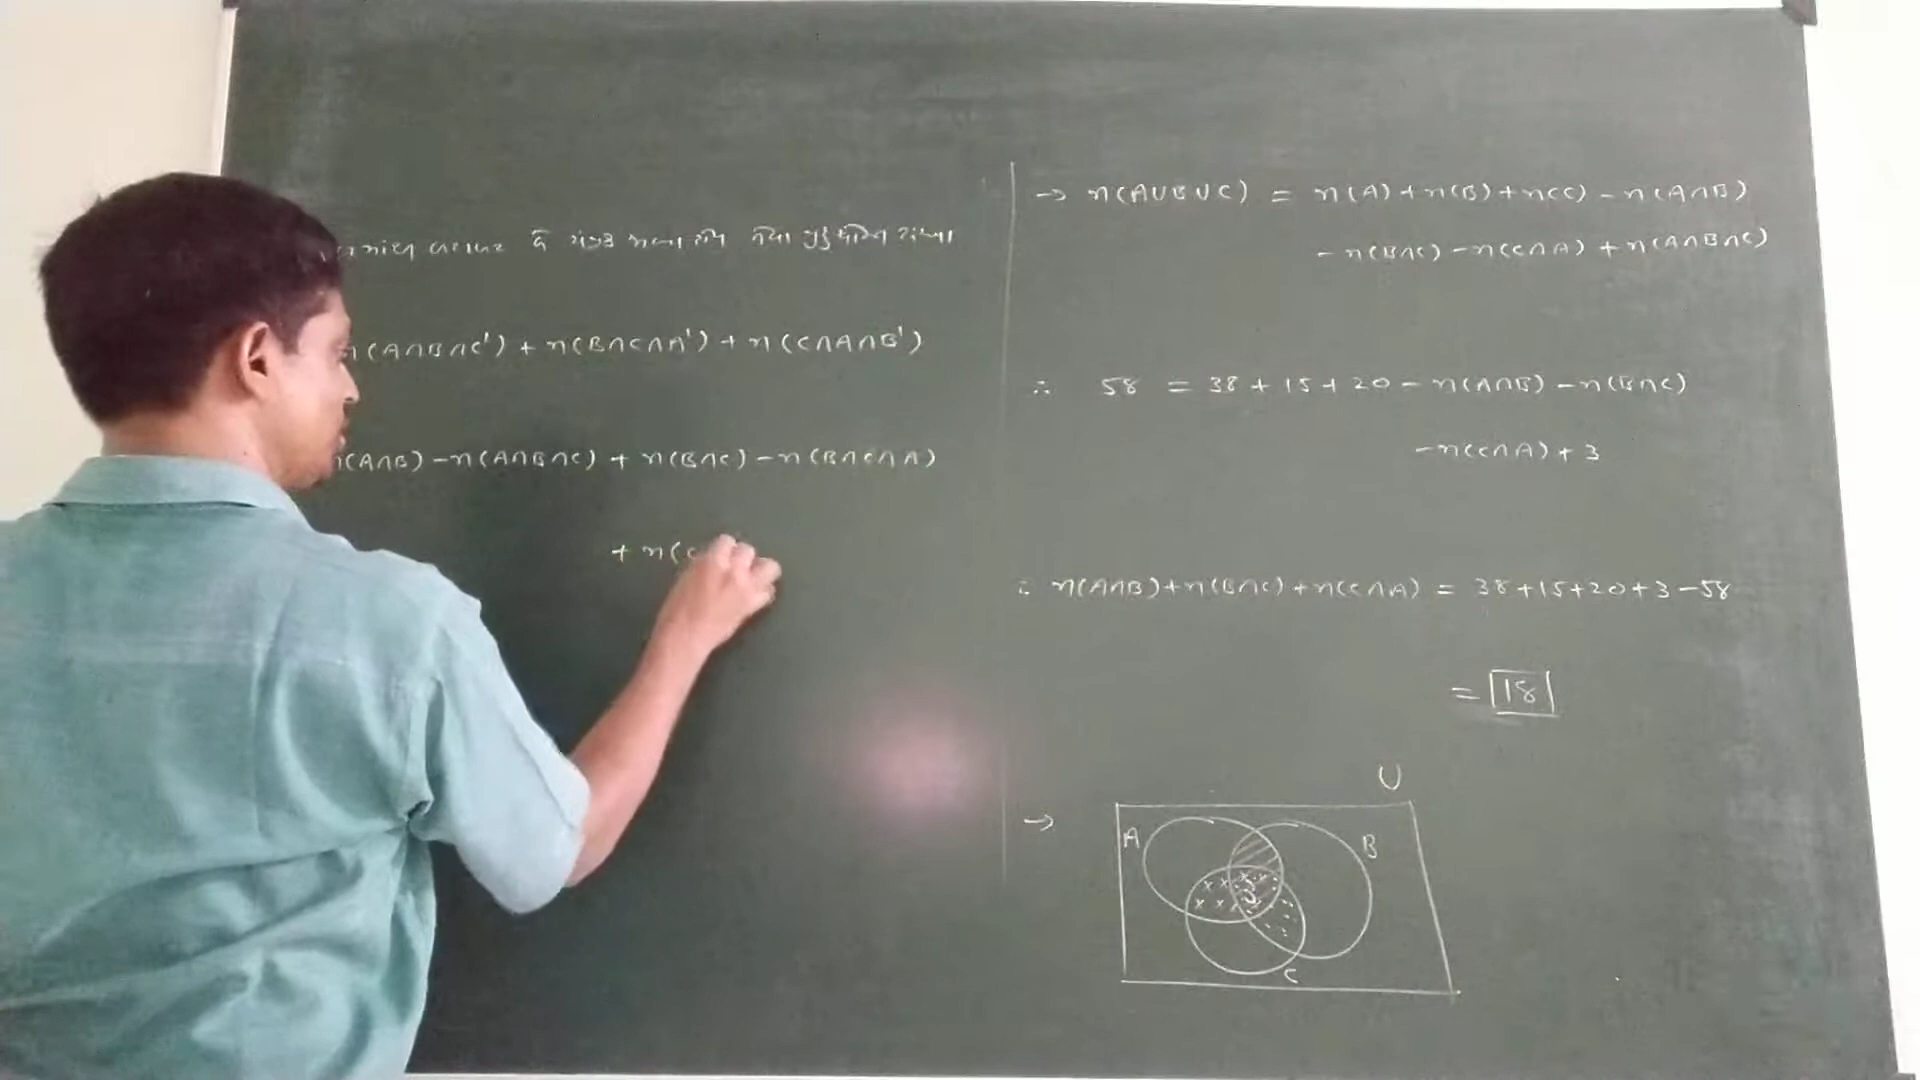 n(A∩B∩C') + n(B∩C∩A') + n(C∩A∩B')
n(A∩B) - n(A∩B∩C) + n(B∩C) - n(B∩C∩A)
+ n(C
→ n(A∪B∪C) = n(A) + n(B) + n(C) - n(A∩B)
- n(B∩C) - n(C∩A) + n(A∩B∩C)
∴ 58 = 38 + 15 + 20 - n(A∩B) - n(B∩C)
- n(C∩A) + 3
∴ n(A∩B) + n(B∩C) + n(C∩A) = 38 + 15 + 20 + 3 - 58
= 18
→
U
A
B
3
C